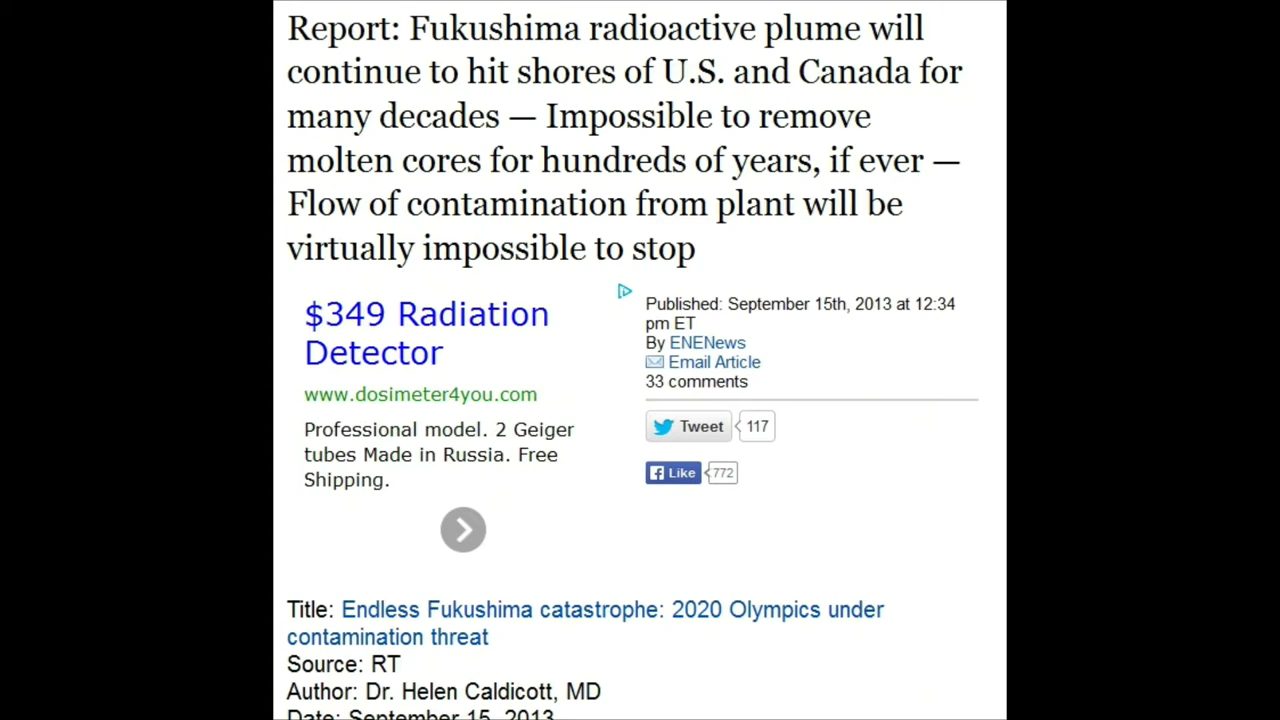 Report: Fukushima radioactive plume will
continue to hit shores of U.S. and Canada for
many decades — Impossible to remove
molten cores for hundreds of years, if ever —
Flow of contamination from plant will be
virtually impossible to stop
$349 Radiation
Detector
www.dosimeter4you.com
Professional model. 2 Geiger
tubes Made in Russia. Free
Shipping.
Published: September 15th, 2013 at 12:34
pm ET
By ENENews
Email Article
33 comments
Tweet 117
Like 772
Title: Endless Fukushima catastrophe: 2020 Olympics under
contamination threat
Source: RT
Author: Dr. Helen Caldicott, MD
Date: September 15, 2013